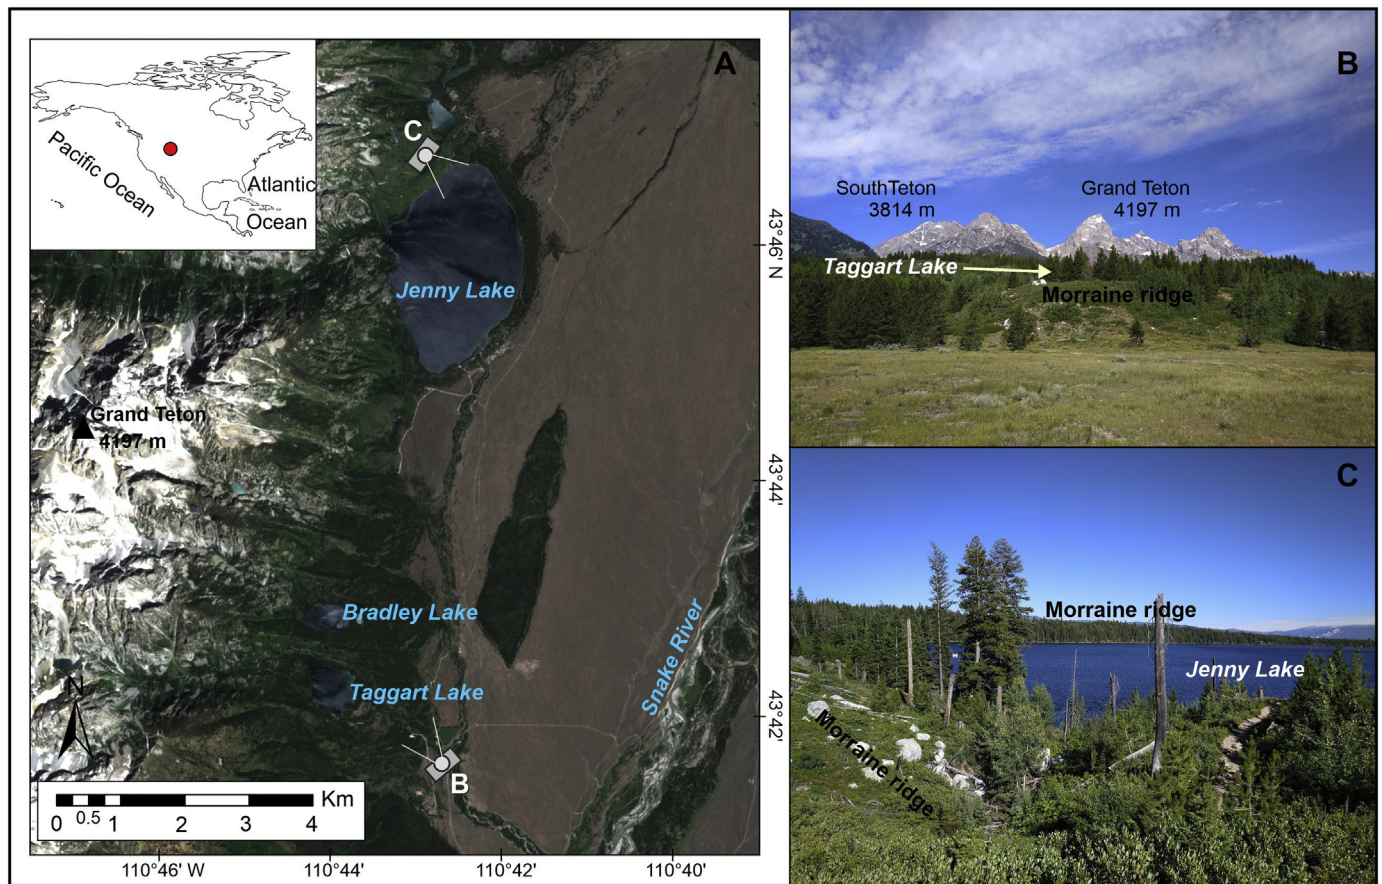 A
Pacific Ocean
Atlantic
Ocean
C
Jenny Lake
Grand Teton
4197 m
Bradley Lake
Taggart Lake
Snake River
B
N
Km
0 0.5 1 2 3 4
43°46' N
43°44'
43°42'
110°46' W 110°44' 110°42' 110°40'
B
SouthTeton
3814 m
Grand Teton
4197 m
Taggart Lake
Morraine ridge
C
Morraine ridge
Jenny Lake
Morraine ridge